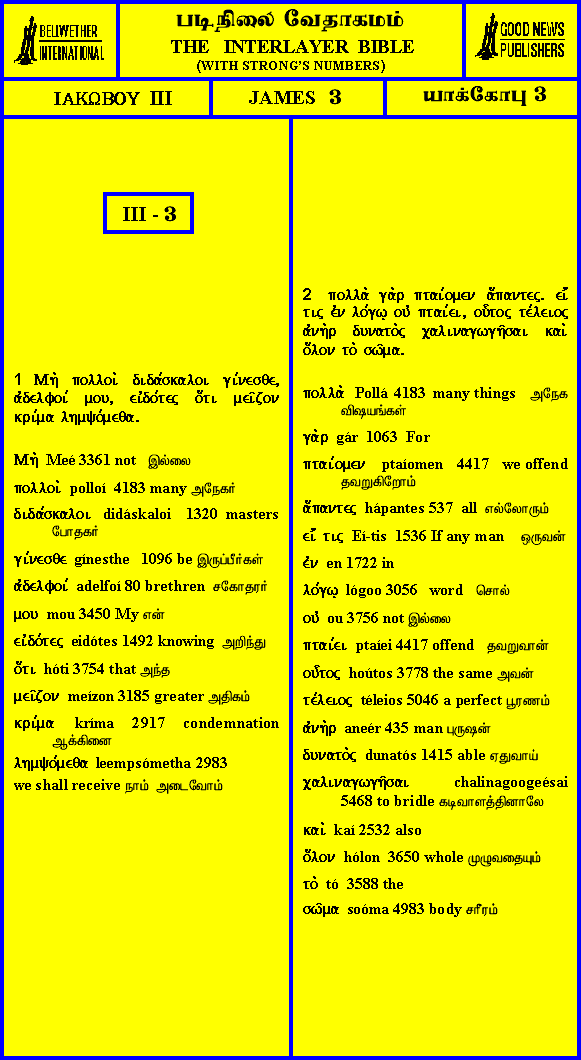 BELLWETHER
INTERNATIONAL
படிநிலை வேதாகமம்
THE INTERLAYER BIBLE
(WITH STRONG'S NUMBERS)
GOOD NEWS
PUBLISHERS
ΙΑΚΩΒΟΥ III
JAMES 3
யாக்கோபு 3
III - 3
1 Μὴ πολλοὶ διδάσκαλοι γίνεσθε,
ἀδελφοί μου, εἰδότες ὅτι μεῖζον
κρίμα λημψόμεθα.
Μὴ Meé 3361 not இல்லை
πολλοὶ polloí 4183 many அநேகர்
διδάσκαλοι didáskaloi 1320 masters
போதகர்
γίνεσθε gínesthe 1096 be இருப்பீர்கள்
ἀδελφοί adelfoí 80 brethren சகோதரர்
μου mou 3450 My என்
εἰδότες eidótes 1492 knowing அறிந்து
ὅτι hóti 3754 that அந்த
μεῖζον meízon 3185 greater அதிகம்
κρίμα kríma 2917 condemnation
ஆக்கினை
λημψόμεθα leempsómetha 2983
we shall receive நாம் அடைவோம்
2 πολλὰ γὰρ πταίομεν ἅπαντες. εἴ
τις ἐν λόγῳ οὐ πταίει, οὗτος τέλειος
ἀνὴρ δυνατὸς χαλιναγωγῆσαι καὶ
ὅλον τὸ σῶμα.
πολλὰ Pollá 4183 many things அநேக
விஷயங்கள்
γὰρ gár 1063 For
πταίομεν ptaíomen 4417 we offend
தவறுகிறோம்
ἅπαντες hápantes 537 all எல்லோரும்
εἴ τις Eí-tis 1536 If any man ஒருவன்
ἐν en 1722 in
λόγῳ lógoo 3056 word சொல்
οὐ ou 3756 not இல்லை
πταίει ptaíei 4417 offend தவறுவான்
οὗτος hoútos 3778 the same அவன்
τέλειος téleios 5046 a perfect பூரணம்
ἀνὴρ aneér 435 man புருஷன்
δυνατὸς dunatós 1415 able ஏதுவாய்
χαλιναγωγῆσαι chalinagoogeésai
5468 to bridle கடிவாளத்தினாலே
καὶ kaí 2532 also
ὅλον hólon 3650 whole முழுவதையும்
τὸ tó 3588 the
σῶμα soóma 4983 body சரீரம்